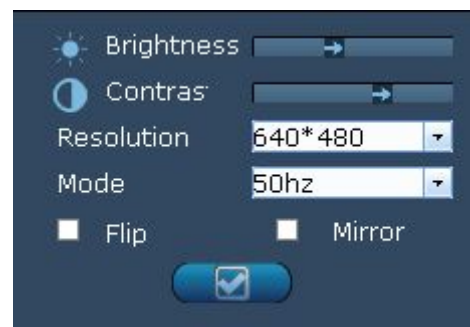 Brightness
Contras
Resolution 640*480
Mode 50hz
Flip Mirror